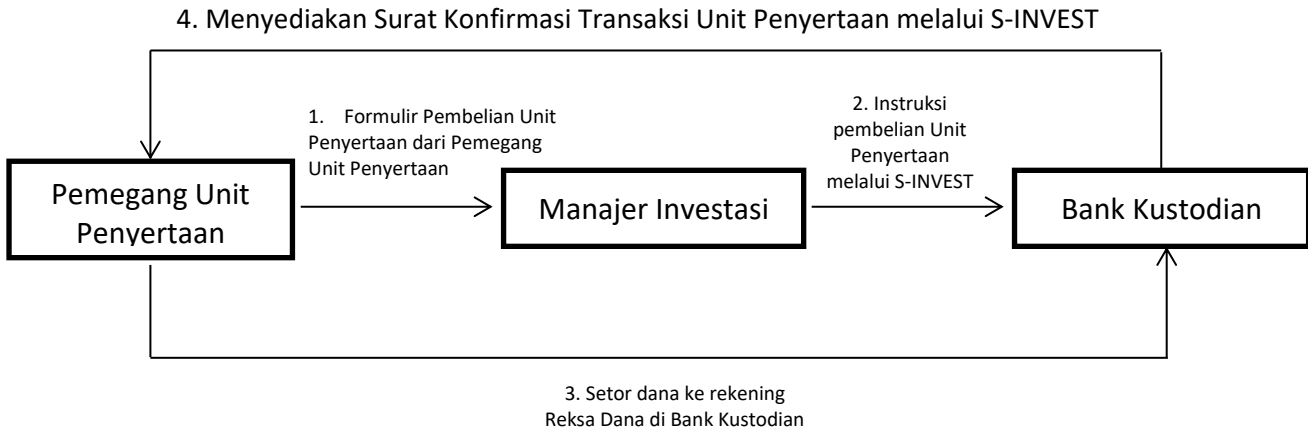 4. Menyediakan Surat Konfirmasi Transaksi Unit Penyertaan melalui S-INVEST
1. Formulir Pembelian Unit
Penyertaan dari Pemegang
Unit Penyertaan
2. Instruksi
pembelian Unit
Penyertaan
melalui S-INVEST
Pemegang Unit
Penyertaan
Manajer Investasi
Bank Kustodian
3. Setor dana ke rekening
Reksa Dana di Bank Kustodian